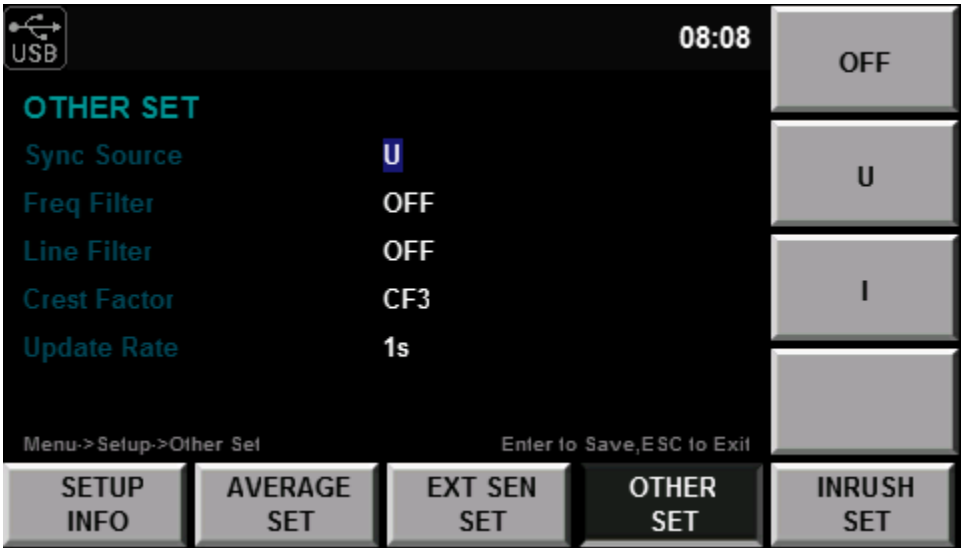 USB
08:08
OTHER SET
Sync Source U
Freq Filter OFF
Line Filter OFF
Crest Factor CF3
Update Rate 1s
Menu->Setup->Other Set
Enter to Save,ESC to Exit
OFF
U
I
SETUP
INFO
AVERAGE
SET
EXT SEN
SET
OTHER
SET
INRUSH
SET